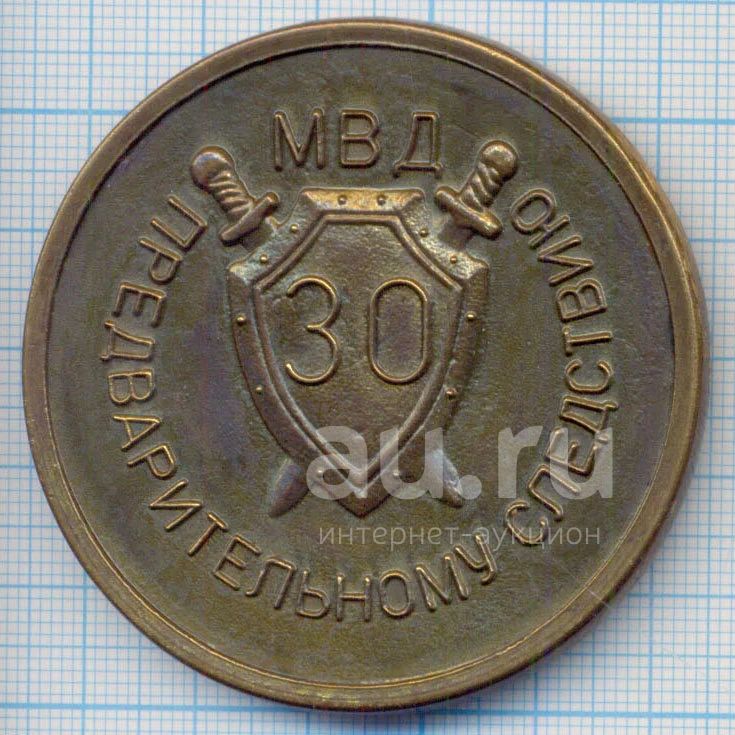 МВД
30
ПРЕДВАРИТЕЛЬНОМУ СЛЕДСТВИЮ
au.ru
интернет-аукцион